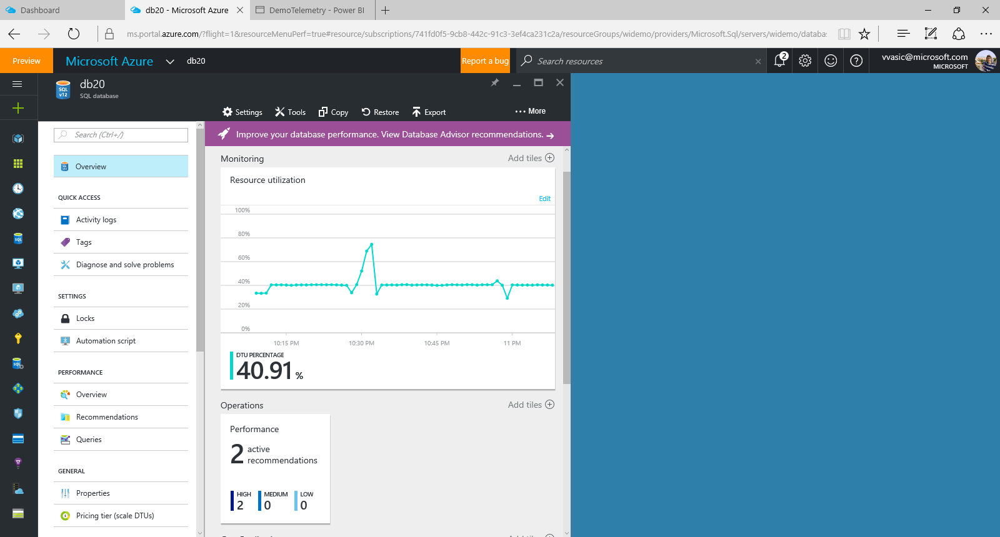 Dashboard
db20 - Microsoft Azure
DemoTelemetry - Power BI
ms.portal.azure.com/?flight=1&resourceMenuPerf=true#resource/subscriptions/741fd0f5-9cb8-442c-91c3-3ef4ca231c2a/resourceGroups/widemo/providers/Microsoft.Sql/servers/widemo/databas
Preview
Microsoft Azure
db20
Report a bug
Search resources
2
vvasic@microsoft.com
MICROSOFT
SQL
v12
db20
SQL database
Settings
Tools
Copy
Restore
Export
More
Search (Ctrl+/)
Improve your database performance. View Database Advisor recommendations.
Overview
QUICK ACCESS
Activity logs
Tags
Diagnose and solve problems
SETTINGS
Locks
Automation script
PERFORMANCE
Overview
Recommendations
Queries
GENERAL
Properties
Pricing tier (scale DTUs)
SQL
SQL
Monitoring
Add tiles
Resource utilization
Edit
100%
80%
60%
40%
20%
0%
10:15 PM
10:30 PM
10:45 PM
11 PM
DTU PERCENTAGE
40.91 %
Operations
Add tiles
Performance
2 active
recommendations
HIGH
2
MEDIUM
0
LOW
0